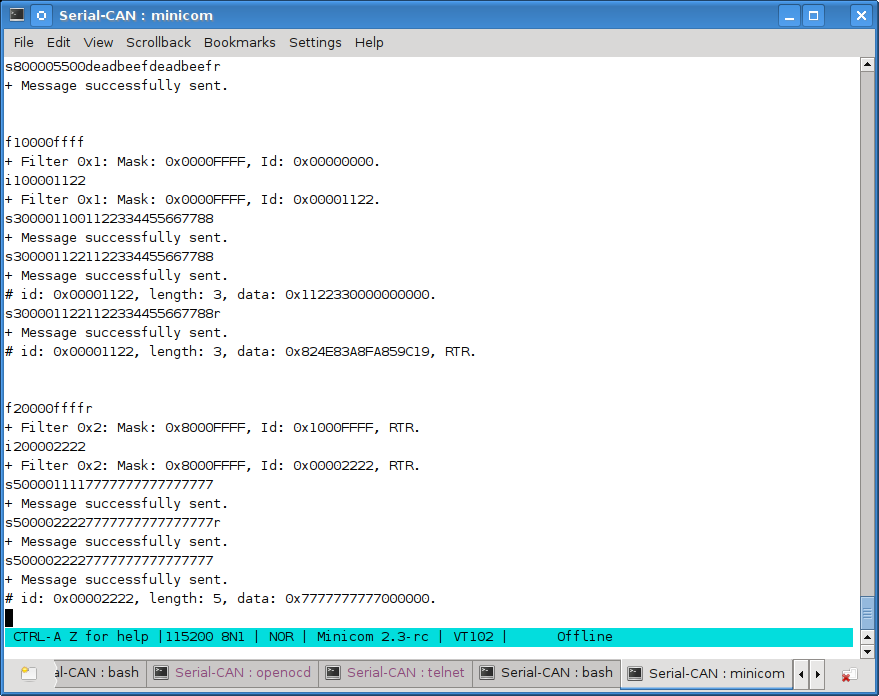 Serial-CAN : minicom
File Edit View Scrollback Bookmarks Settings Help
s800005500deadbeefdeadbeefr
+ Message successfully sent.
f10000ffff
+ Filter 0x1: Mask: 0x0000FFFF, Id: 0x00000000.
i100001122
+ Filter 0x1: Mask: 0x0000FFFF, Id: 0x00001122.
s3000011001122334455667788
+ Message successfully sent.
s3000011221122334455667788
+ Message successfully sent.
# id: 0x00001122, length: 3, data: 0x1122330000000000.
s3000011221122334455667788r
+ Message successfully sent.
# id: 0x00001122, length: 3, data: 0x824E83A8FA859C19, RTR.
f20000ffffr
+ Filter 0x2: Mask: 0x8000FFFF, Id: 0x1000FFFF, RTR.
i200002222
+ Filter 0x2: Mask: 0x8000FFFF, Id: 0x00002222, RTR.
s5000011117777777777777777
+ Message successfully sent.
s5000022227777777777777777r
+ Message successfully sent.
s5000022227777777777777777
+ Message successfully sent.
# id: 0x00002222, length: 5, data: 0x7777777777000000.
CTRL-A Z for help |115200 8N1 | NOR | Minicom 2.3-rc | VT102 | Offline
al-CAN : bash Serial-CAN : openocd Serial-CAN : telnet Serial-CAN : bash Serial-CAN : minicom